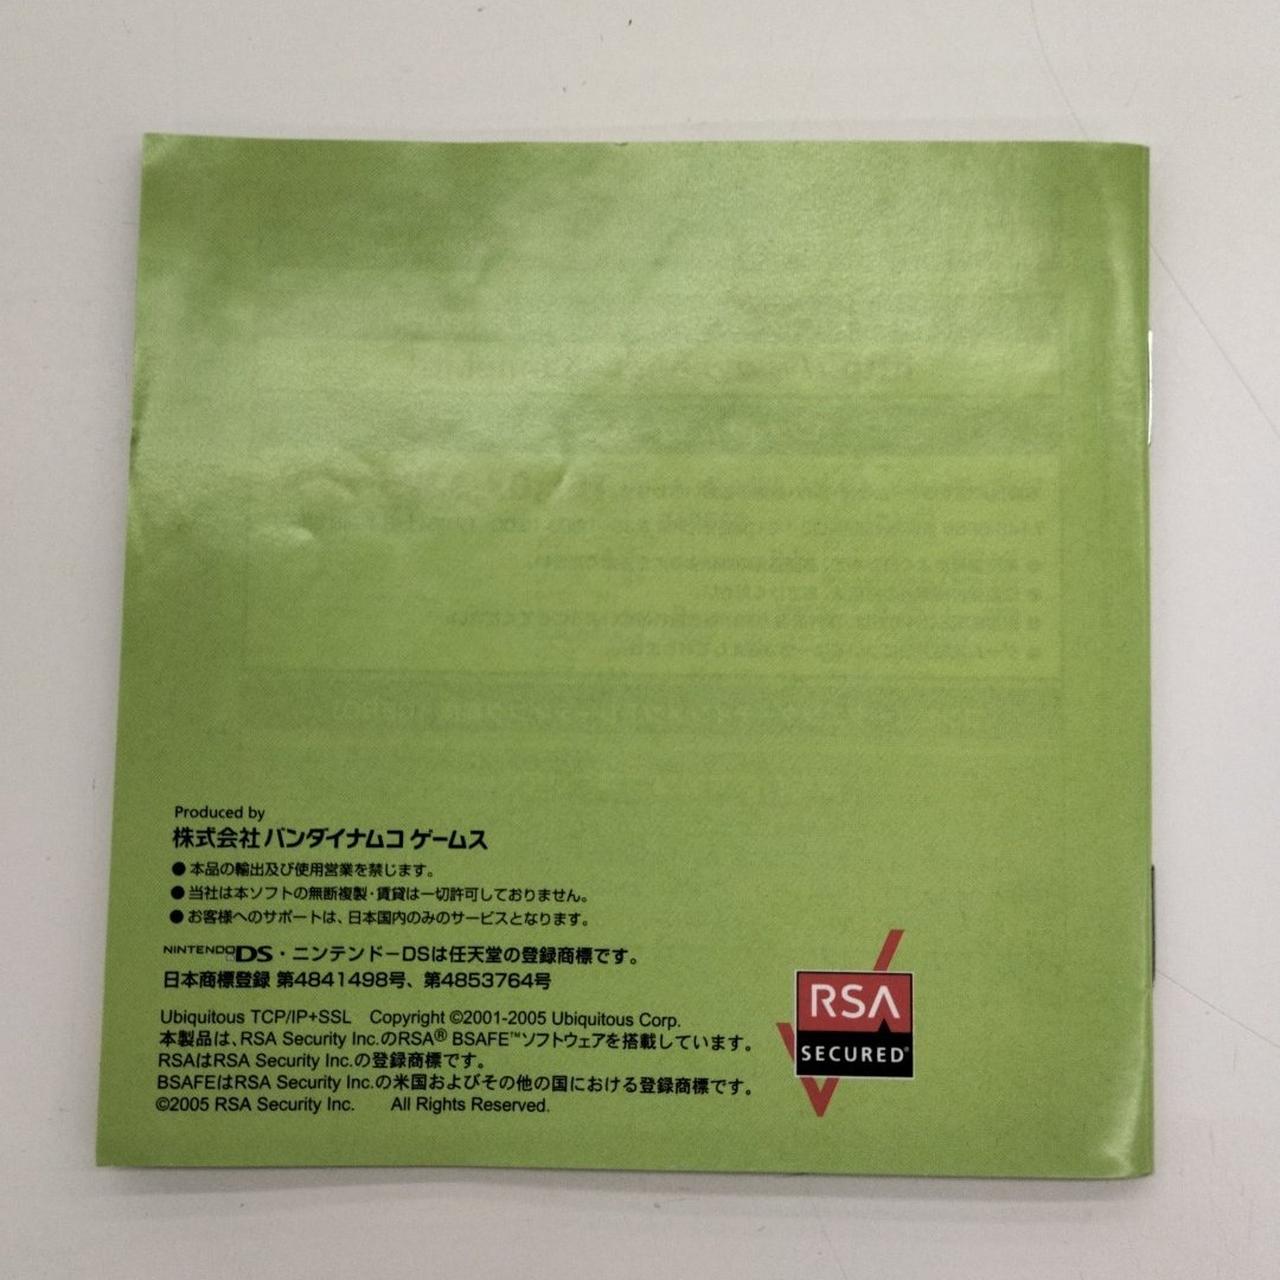 Produced by
株式会社 バンダイナムコ ゲームス
● 本品の輸出及び使用営業を禁じます。
● 当社は本ソフトの無断複製・賃貸は一切許可しておりません。
● お客様へのサポートは、日本国内のみのサービスとなります。
NINTENDO DS・ニンテンドーDSは任天堂の登録商標です。
日本商標登録 第4841498号、第4853764号
Ubiquitous TCP/IP+SSL Copyright ©2001-2005 Ubiquitous Corp.
本製品は、RSA Security Inc.のRSA® BSAFE™ソフトウェアを搭載しています。
RSAはRSA Security Inc.の登録商標です。
BSAFEはRSA Security Inc.の米国およびその他の国における登録商標です。
©2005 RSA Security Inc. All Rights Reserved.
RSA
SECURED®